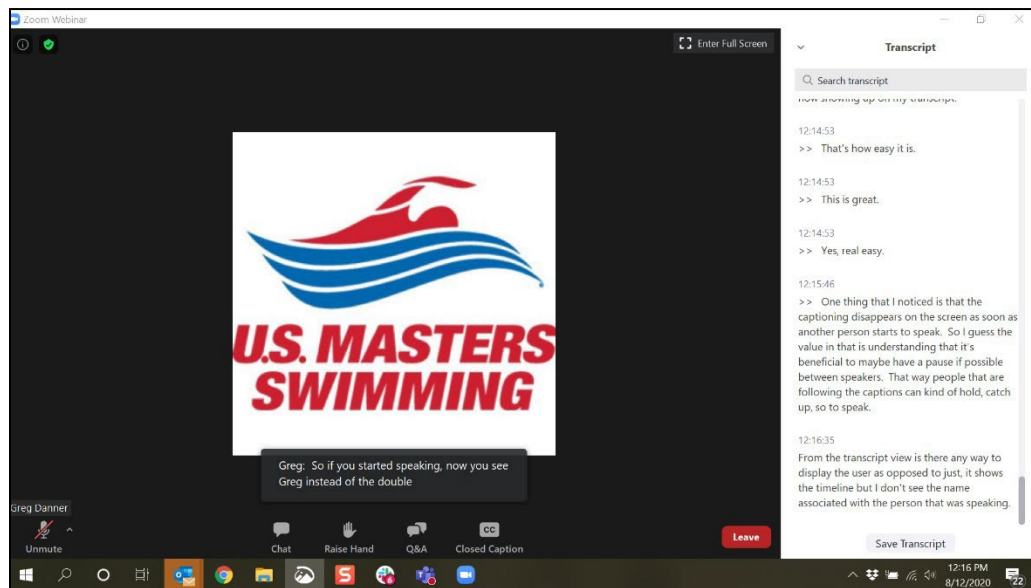 Zoom Webinar
Enter Full Screen
U.S. MASTERS
SWIMMING
Greg: So if you started speaking, now you see
Greg instead of the double
Greg Danner
Unmute
Chat
Raise Hand
Q&A
CC
Closed Caption
Leave
Transcript
Search transcript
now showing up on my transcript.
12:14:53
>> That's how easy it is.
12:14:53
>> This is great.
12:14:53
>> Yes, real easy.
12:15:46
>> One thing that I noticed is that the
captioning disappears on the screen as soon as
another person starts to speak. So I guess the
value in that is understanding that it's
beneficial to maybe have a pause if possible
between speakers. That way people that are
following the captions can kind of hold, catch
up, so to speak.
12:16:35
From the transcript view is there any way to
display the user as opposed to just, it shows
the timeline but I don't see the name
associated with the person that was speaking.
Save Transcript
S
12:16 PM
8/12/2020
22